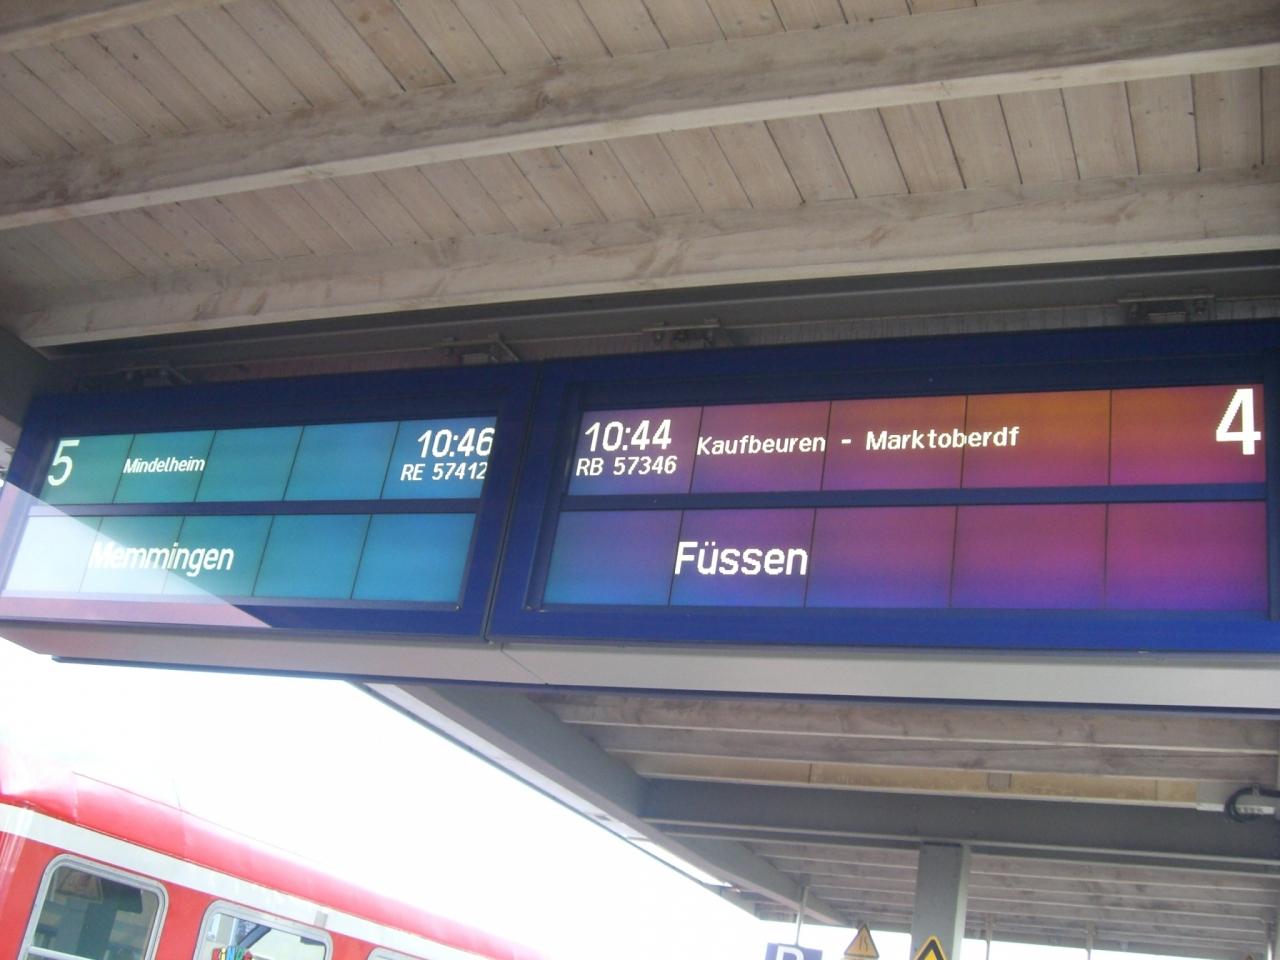 5 Mindelheim 10:46
RE 57412
Memmingen
10:44 Kaufbeuren - Marktoberdf 4
RB 57346
Füssen